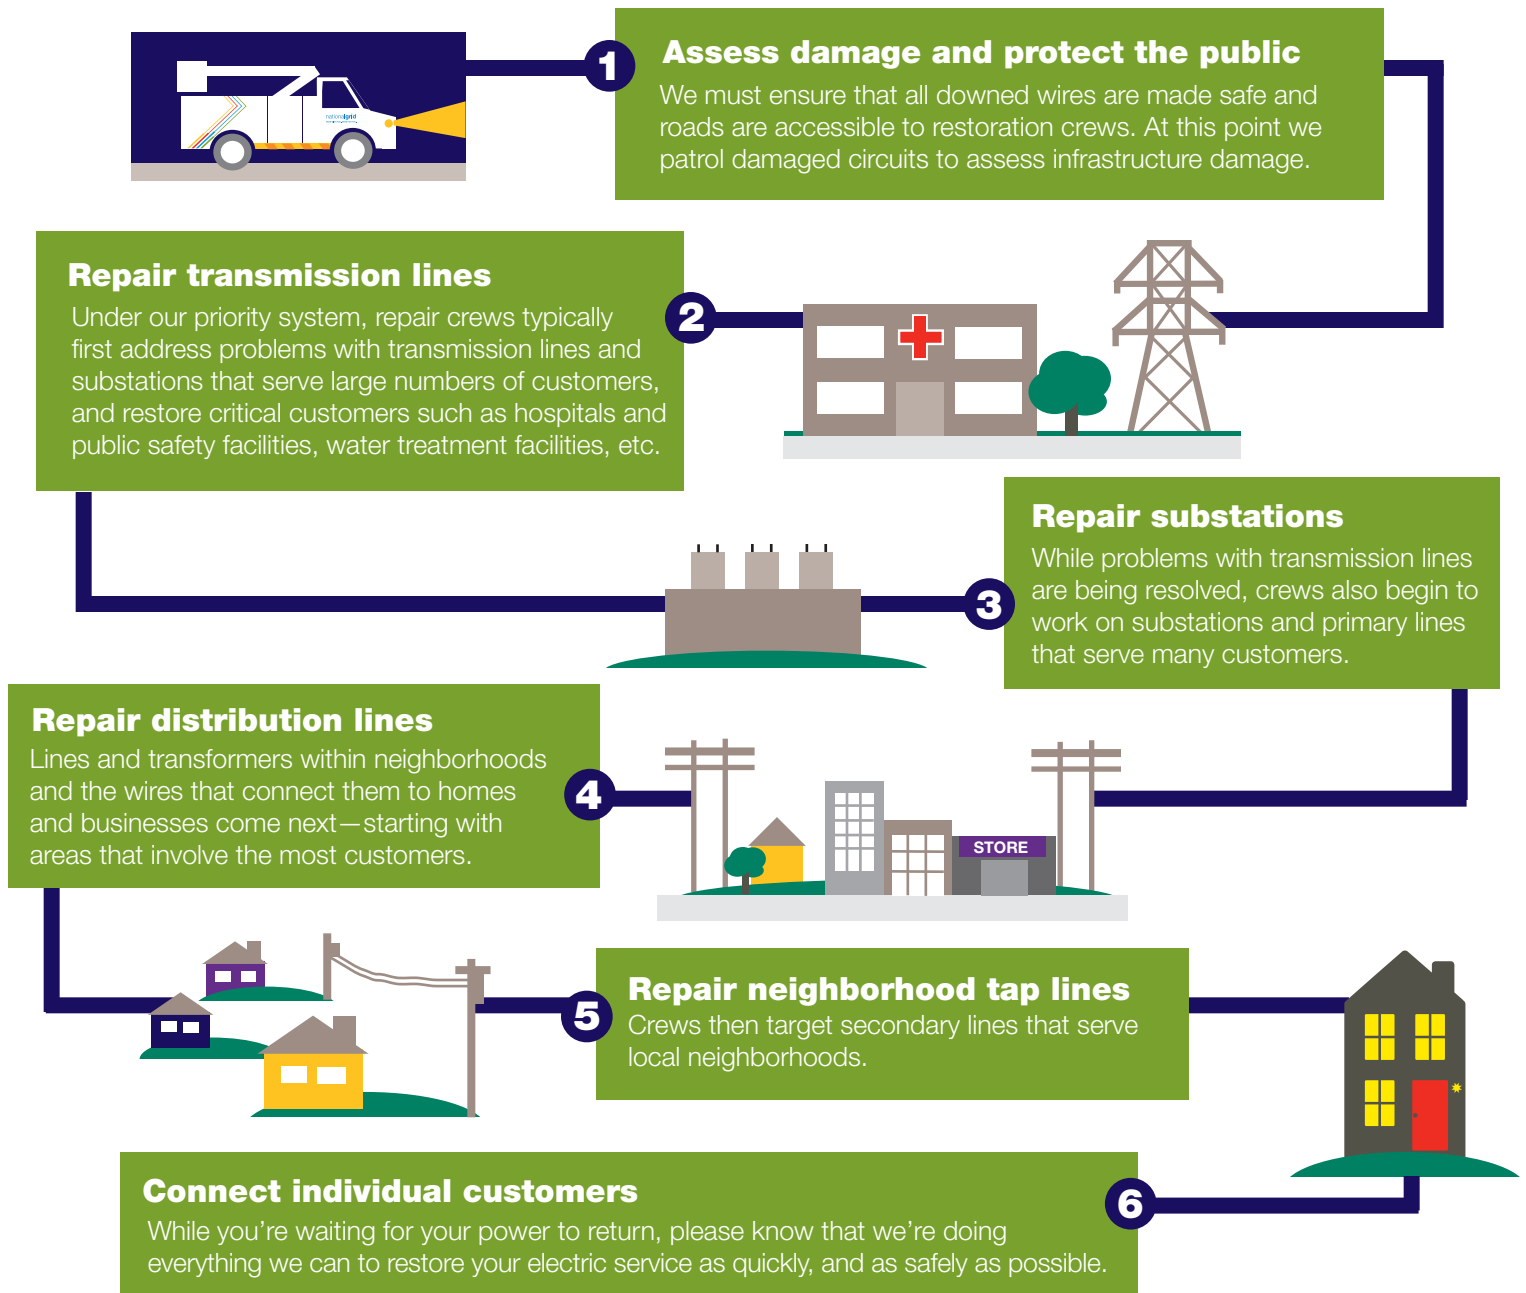 1
Assess damage and protect the public
We must ensure that all downed wires are made safe and
roads are accessible to restoration crews. At this point we
patrol damaged circuits to assess infrastructure damage.
nationalgrid
Repair transmission lines
2
Under our priority system, repair crews typically
first address problems with transmission lines and
substations that serve large numbers of customers,
and restore critical customers such as hospitals and
public safety facilities, water treatment facilities, etc.
Repair substations
3
While problems with transmission lines
are being resolved, crews also begin to
work on substations and primary lines
that serve many customers.
Repair distribution lines
4
Lines and transformers within neighborhoods
and the wires that connect them to homes
and businesses come next—starting with
areas that involve the most customers.
STORE
5
Repair neighborhood tap lines
Crews then target secondary lines that serve
local neighborhoods.
Connect individual customers
6
While you’re waiting for your power to return, please know that we’re doing
everything we can to restore your electric service as quickly, and as safely as possible.